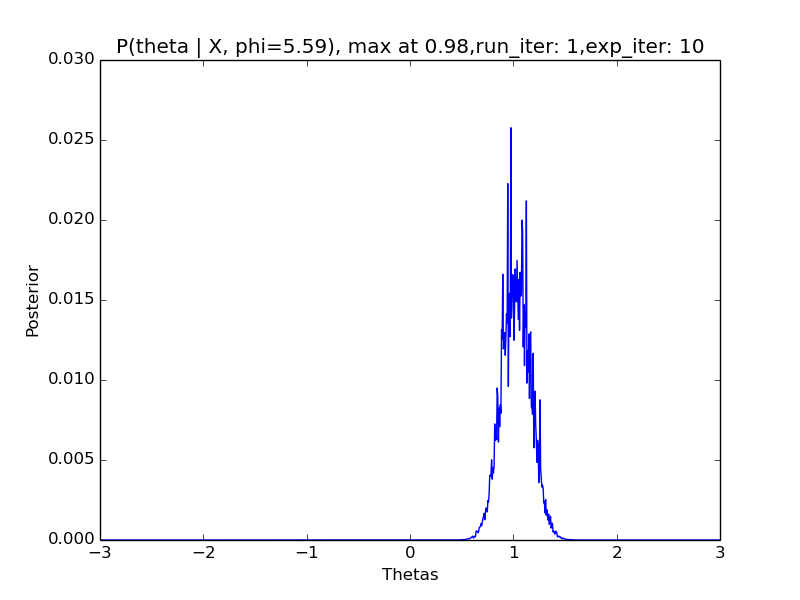 P(theta | X, phi=5.59), max at 0.98,run_iter: 1,exp_iter: 10
0.030
0.025
0.020
0.015
0.010
0.005
0.000
Posterior
−3 −2 −1 0 1 2 3
Thetas